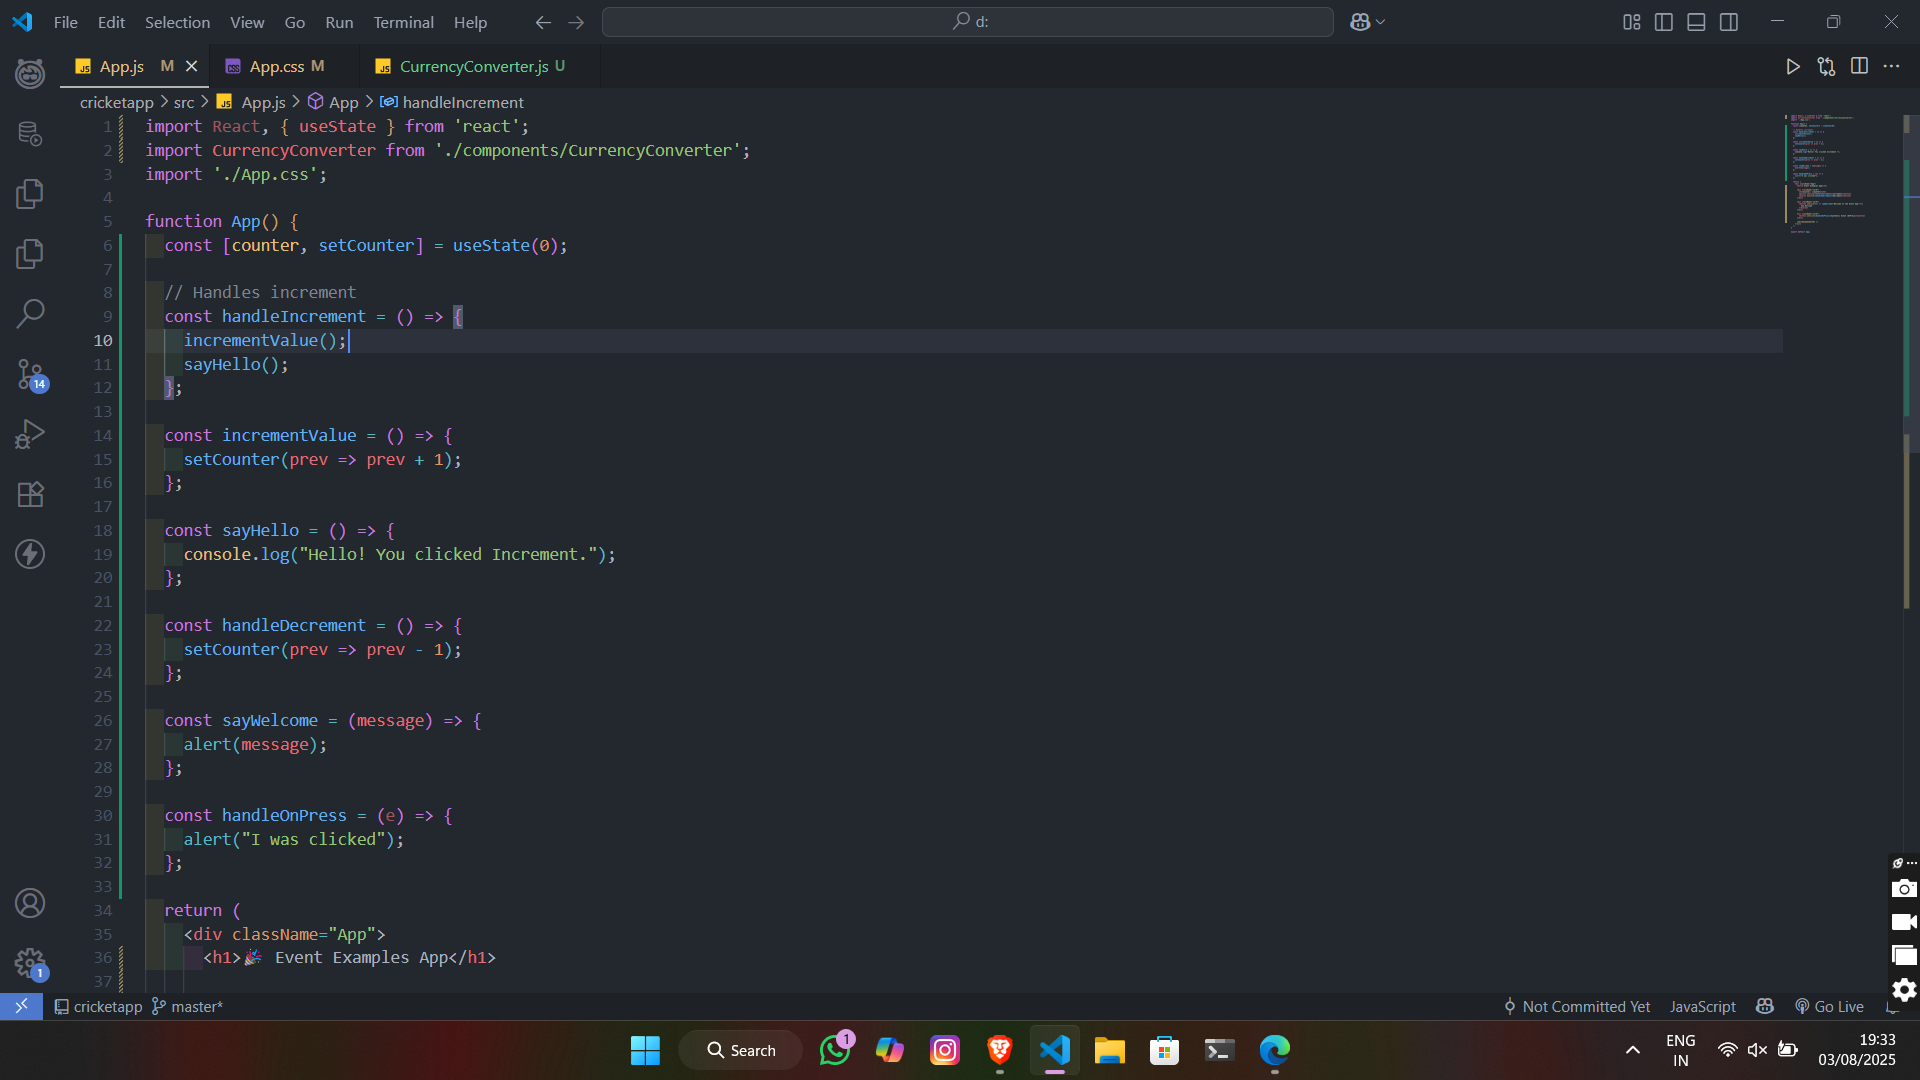 File Edit Selection View Go Run Terminal Help
d:
App.js M
App.css M
CurrencyConverter.js U
cricketapp > src > JS App.js > App > handleIncrement
1 import React, { useState } from 'react';
2 import CurrencyConverter from './components/CurrencyConverter';
3 import './App.css';
4
5 function App() {
6 const [counter, setCounter] = useState(0);
7
8 // Handles increment
9 const handleIncrement = () => {
10 incrementValue();
11 sayHello();
12 };
13
14 const incrementValue = () => {
15 setCounter(prev => prev + 1);
16 };
17
18 const sayHello = () => {
19 console.log("Hello! You clicked Increment.");
20 };
21
22 const handleDecrement = () => {
23 setCounter(prev => prev - 1);
24 };
25
26 const sayWelcome = (message) => {
27 alert(message);
28 };
29
30 const handleOnPress = (e) => {
31 alert("I was clicked");
32 };
33
34 return (
35 <div className="App">
36 <h1>🎉 Event Examples App</h1>
37
14
1
cricketapp master* Not Committed Yet JavaScript Go Live
Search
1
ENG
IN
19:33
03/08/2025